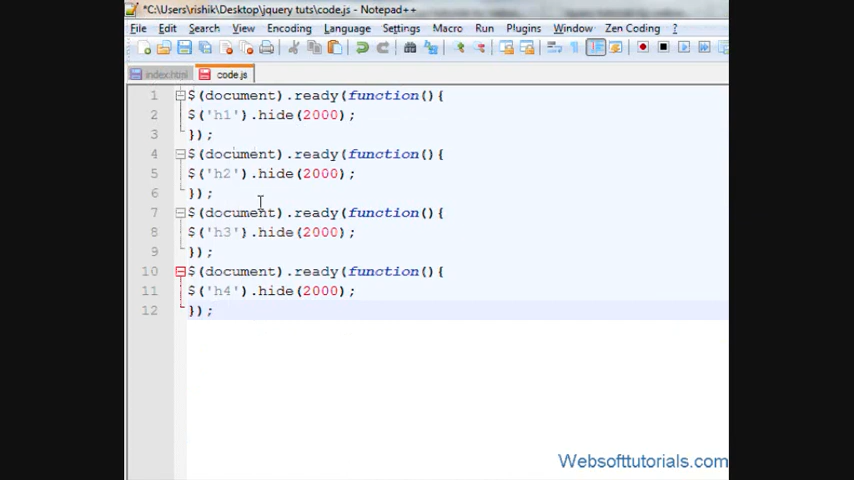 *C:\Users\rishik\Desktop\jquery tuts\code.js - Notepad++
File Edit Search View Encoding Language Settings Macro Run Plugins Window Zen Coding ?
index.html code.js
1 $(document).ready(function(){
2 $('h1').hide(2000);
3 });
4 $(document).ready(function(){
5 $('h2').hide(2000);
6 });
7 $(document).ready(function(){
8 $('h3').hide(2000);
9 });
10 $(document).ready(function(){
11 $('h4').hide(2000);
12 });
Websofttutorials.com